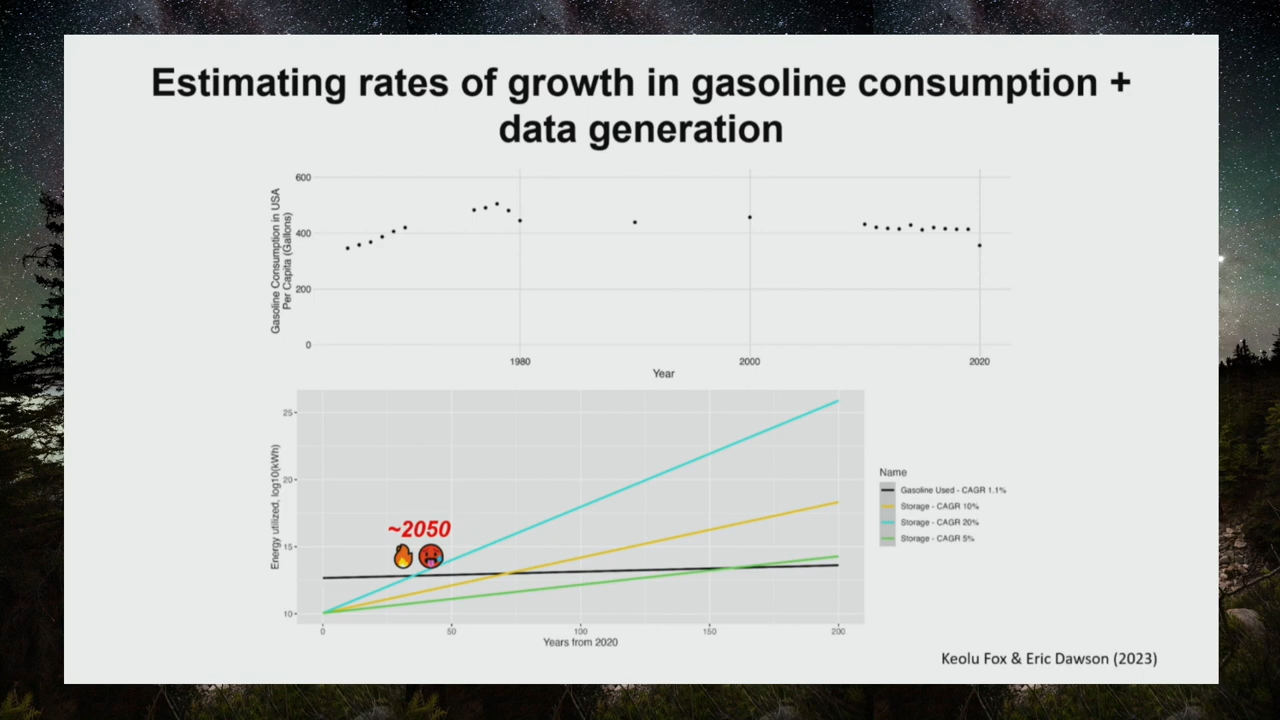 Estimating rates of growth in gasoline consumption +
data generation
Gasoline Consumption in USA
Per Capita (Gallons)
600
400
200
0
1980
2000
2020
Year
Energy utilized, log10(kWh)
25
20
15
10
~2050
0
50
100
150
200
Years from 2020
Name
Gasoline Used - CAGR 1.1%
Storage - CAGR 10%
Storage - CAGR 20%
Storage - CAGR 5%
Keolu Fox & Eric Dawson (2023)